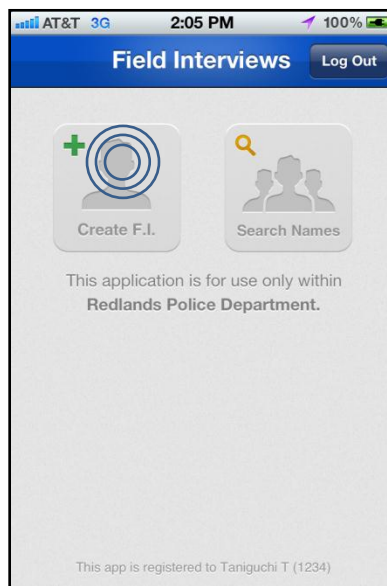 AT&T 3G 2:05 PM 100%
Field Interviews Log Out
Create F.I. Search Names
This application is for use only within
Redlands Police Department.
This app is registered to Taniguchi T (1234)